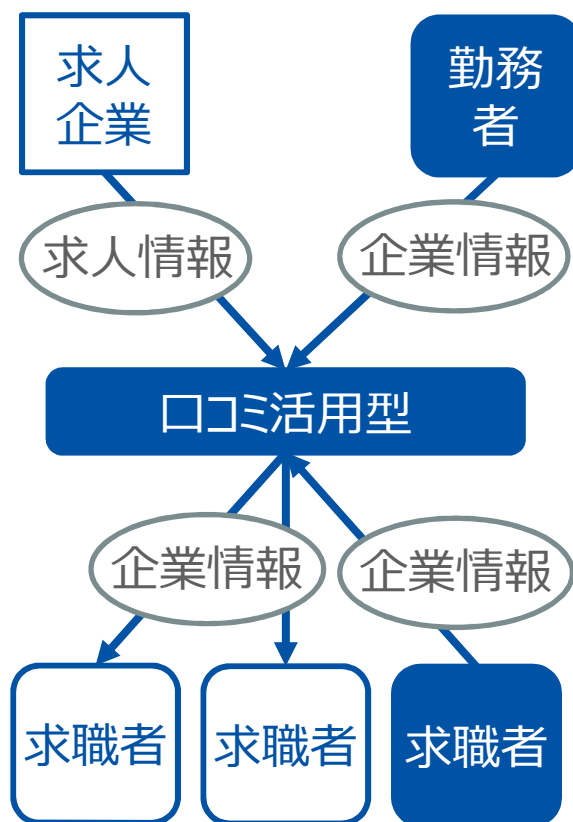 求人
企業
勤務
者
求人情報
企業情報
口コミ活用型
企業情報
企業情報
求職者
求職者
求職者